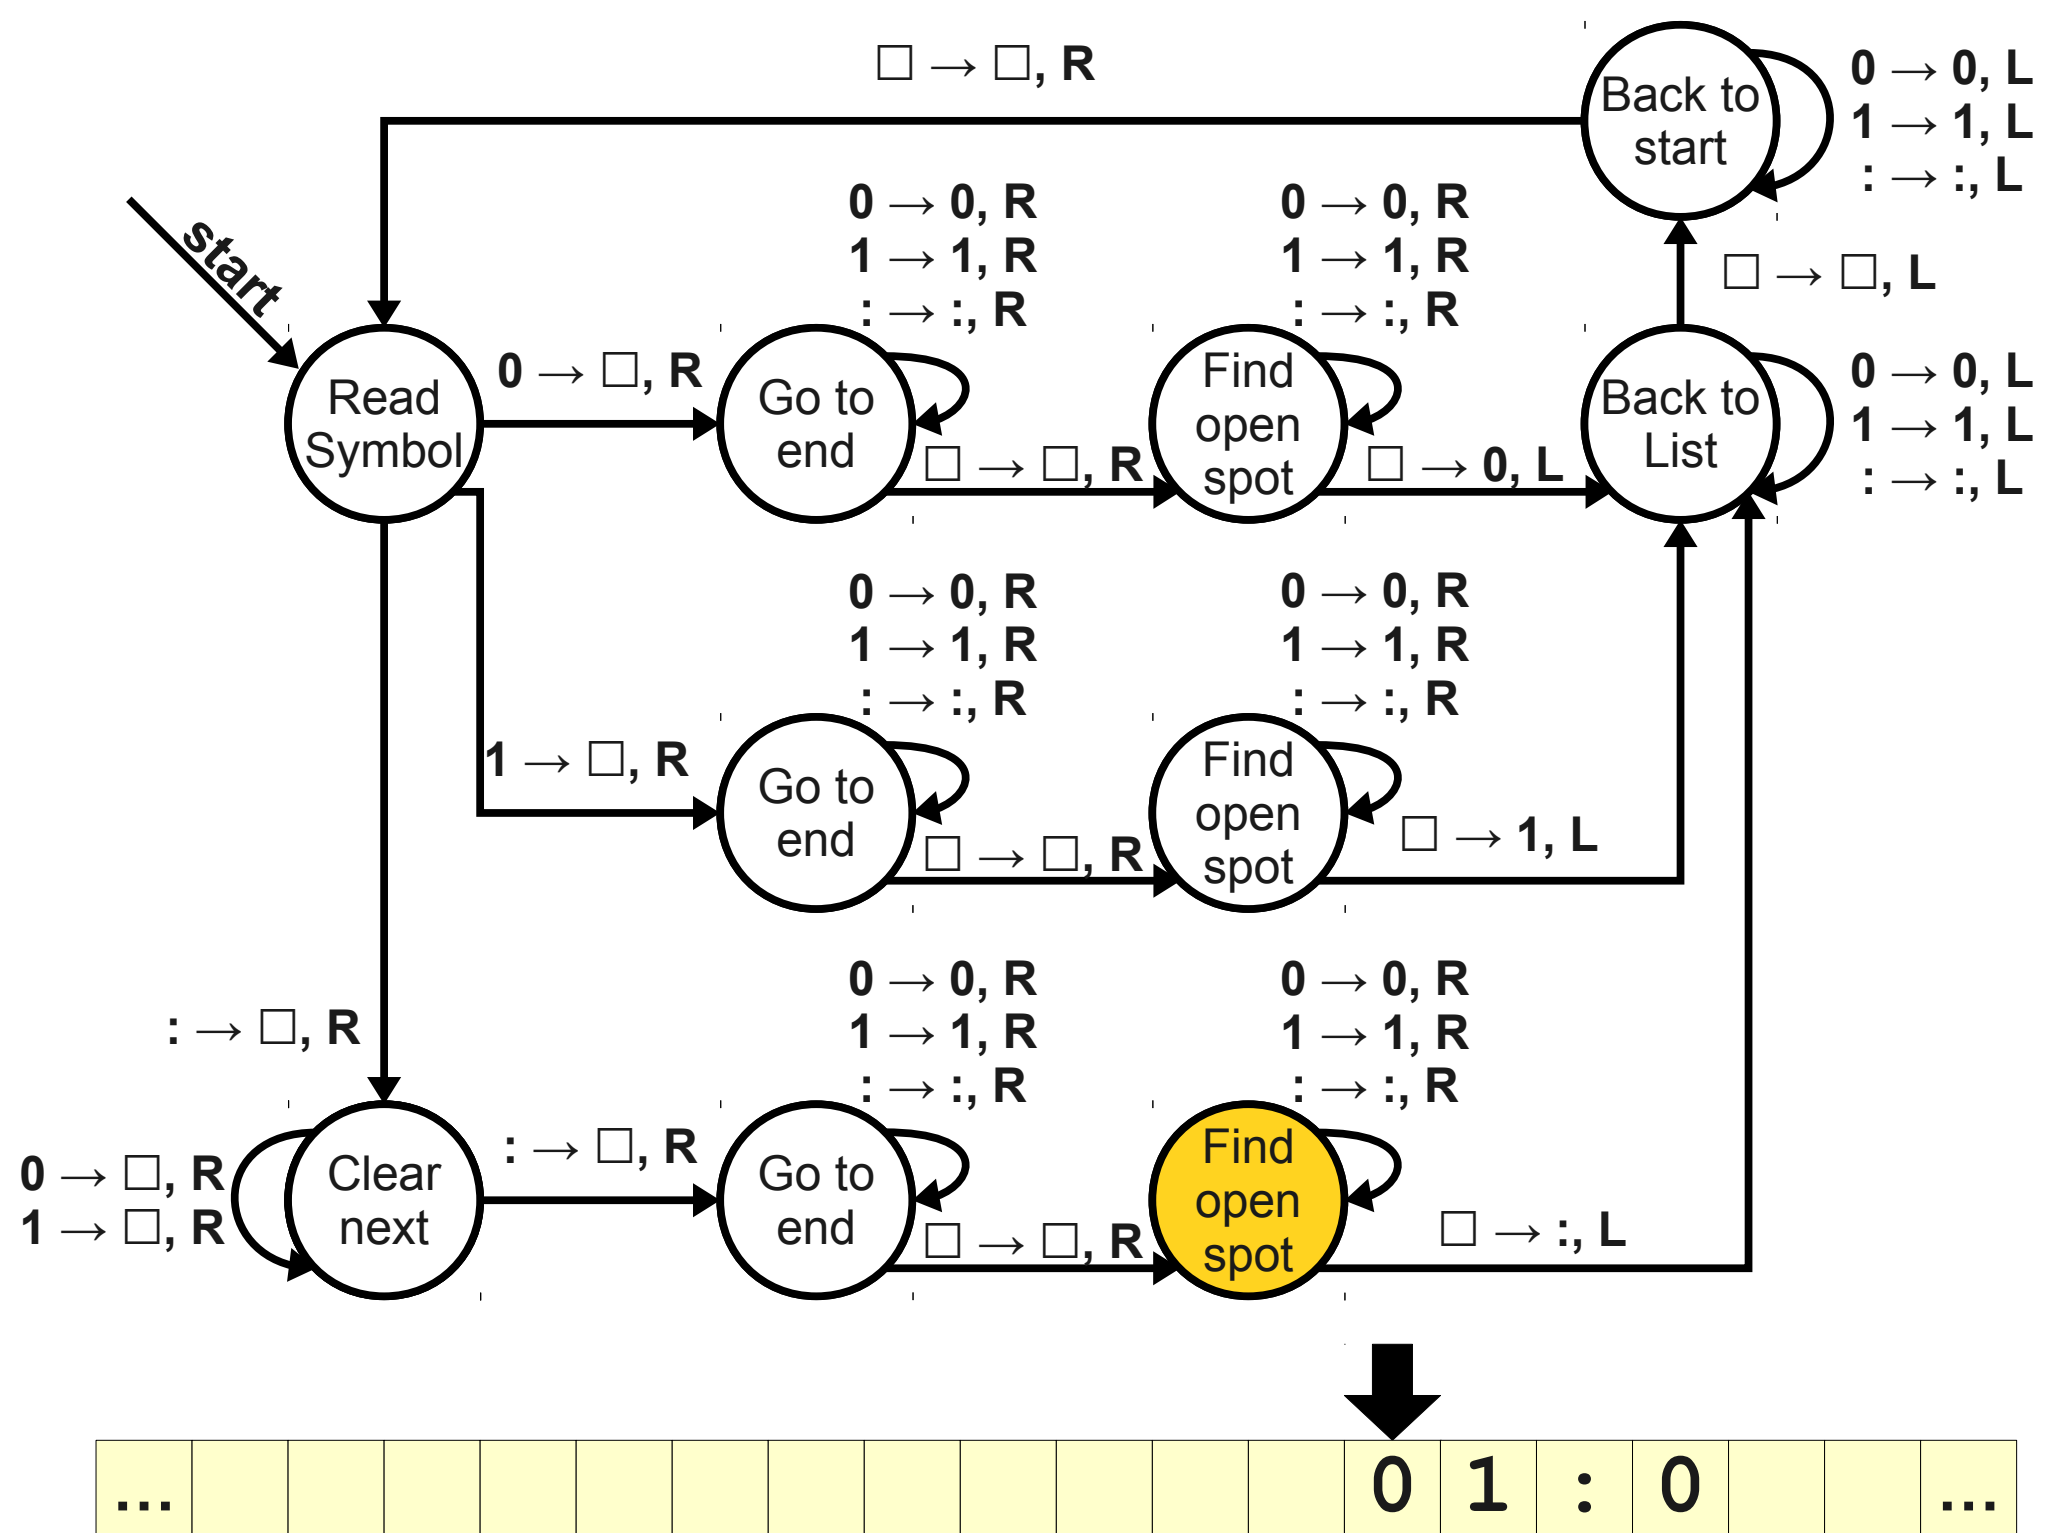 □ → □, R
Back to
start
0 → 0, L
1 → 1, L
: → :, L
start
0 → 0, R
1 → 1, R
: → :, R
0 → 0, R
1 → 1, R
: → :, R
□ → □, L
Read
Symbol
0 → □, R
Go to
end
□ → □, R
Find
open
spot
□ → 0, L
Back to
List
0 → 0, L
1 → 1, L
: → :, L
0 → 0, R
1 → 1, R
: → :, R
0 → 0, R
1 → 1, R
: → :, R
1 → □, R
Go to
end
□ → □, R
Find
open
spot
□ → 1, L
0 → 0, R
1 → 1, R
: → :, R
0 → 0, R
1 → 1, R
: → :, R
: → □, R
0 → □, R
1 → □, R
Clear
next
: → □, R
Go to
end
□ → □, R
Find
open
spot
□ → :, L
... 0 1 : 0 ...